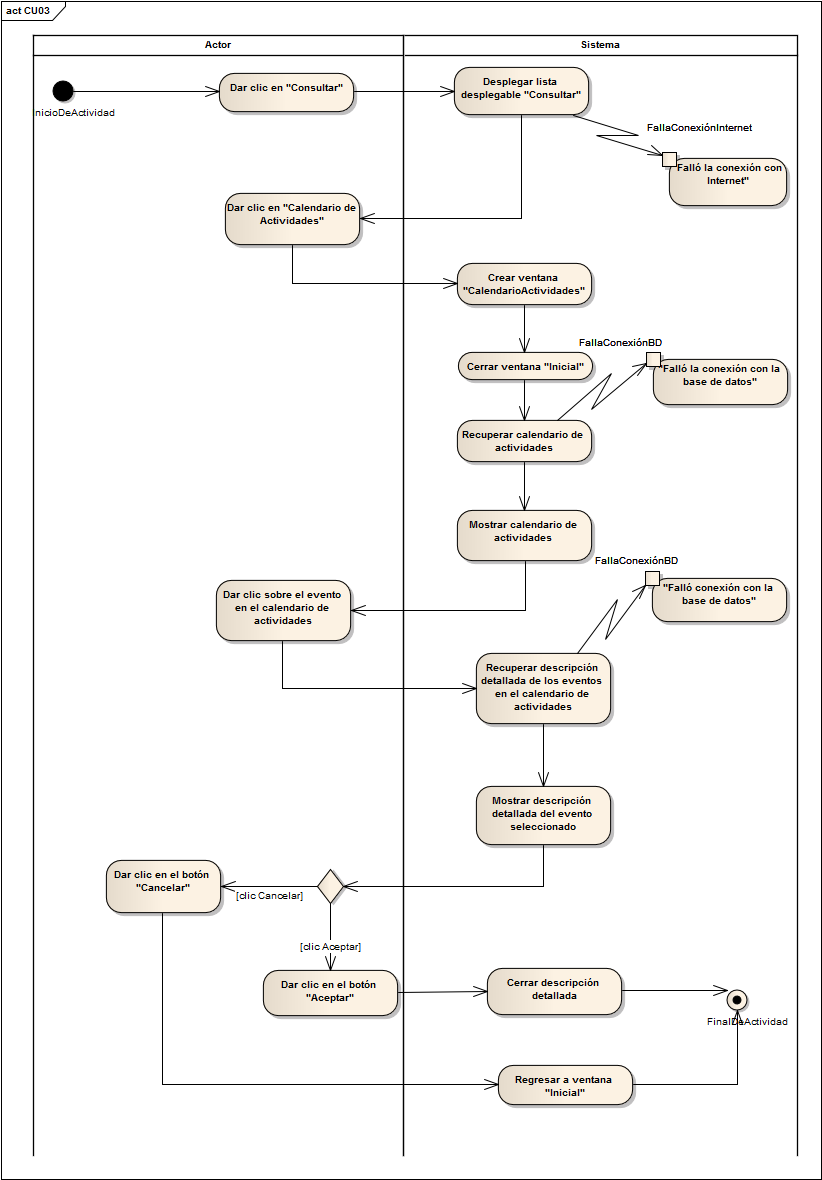 act CU03
Actor
Sistema
nicioDeActividad
Dar clic en "Consultar"
Desplegar lista
desplegable "Consultar"
FallaConexiónInternet
"Falló la conexión con
Internet"
Dar clic en "Calendario de
Actividades"
Crear ventana
"CalendarioActividades"
FallaConexiónBD
Cerrar ventana "Inicial"
"Falló la conexión con la
base de datos"
Recuperar calendario de
actividades
Mostrar calendario de
actividades
FallaConexiónBD
"Falló conexión con la
base de datos"
Dar clic sobre el evento
en el calendario de
actividades
Recuperar descripción
detallada de los eventos
en el calendario de
actividades
Mostrar descripción
detallada del evento
seleccionado
Dar clic en el botón
"Cancelar"
[clic Cancelar]
[clic Aceptar]
Dar clic en el botón
"Aceptar"
Cerrar descripción
detallada
FinalDeActividad
Regresar a ventana
"Inicial"